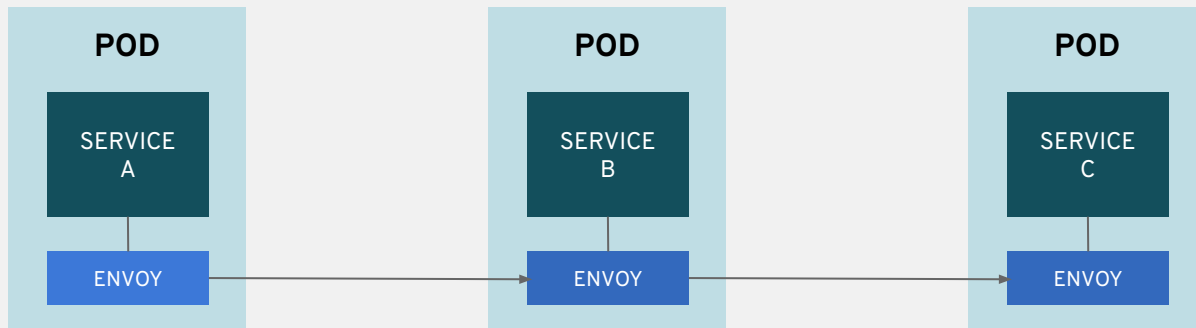 POD
SERVICE
A
ENVOY
POD
SERVICE
B
ENVOY
POD
SERVICE
C
ENVOY